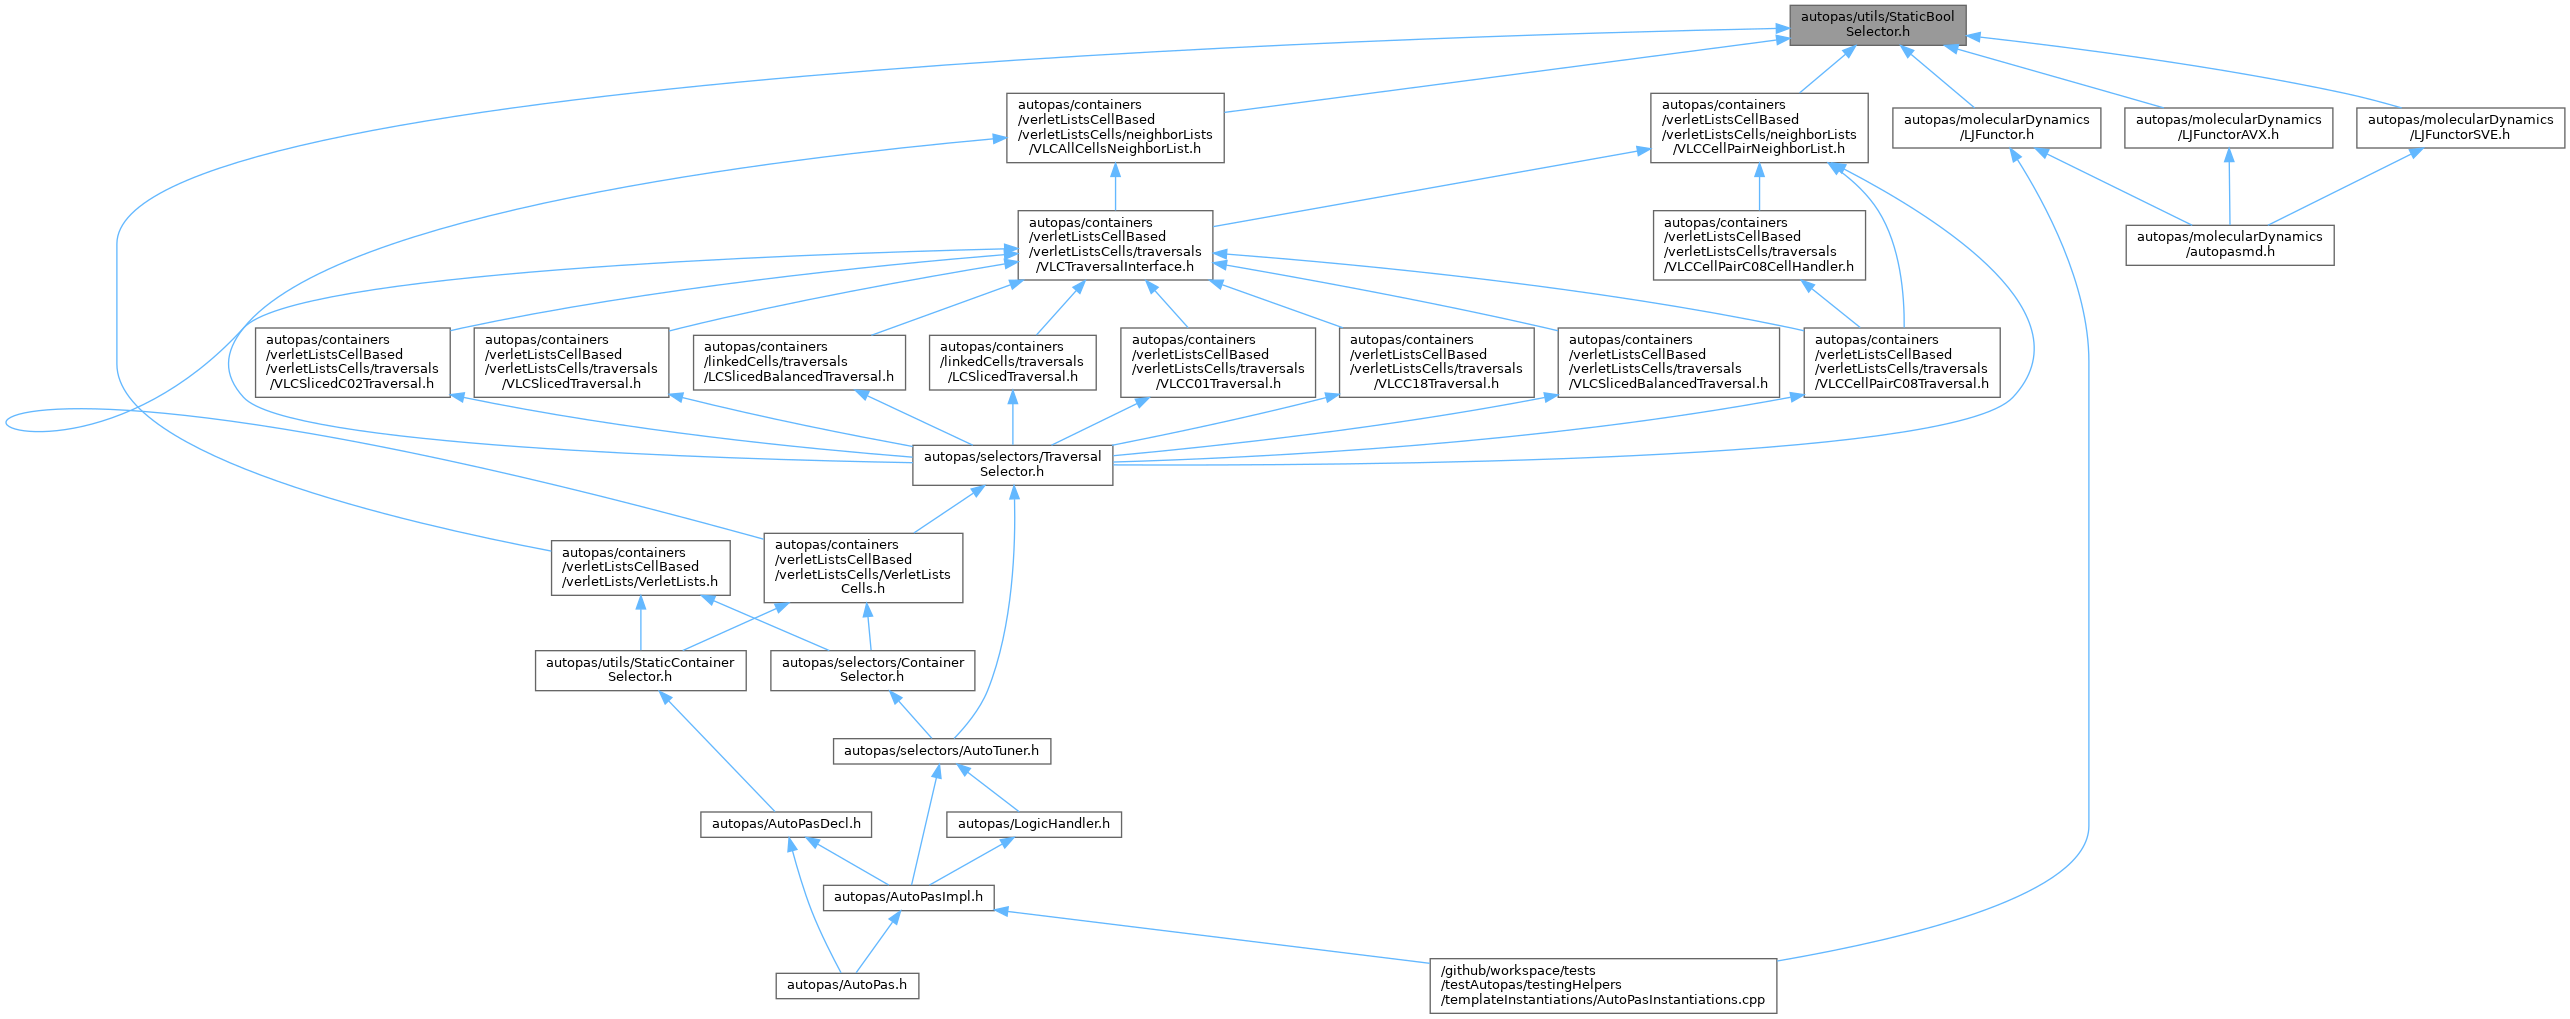 autopas/utils/StaticBool
Selector.h
autopas/containers
/verletListsCellBased
/verletListsCells/neighborLists
/VLCAllCellsNeighborList.h
autopas/containers
/verletListsCellBased
/verletListsCells/neighborLists
/VLCCellPairNeighborList.h
autopas/molecularDynamics
/LJFunctor.h
autopas/molecularDynamics
/LJFunctorAVX.h
autopas/molecularDynamics
/LJFunctorSVE.h
autopas/containers
/verletListsCellBased
/verletListsCells/traversals
/VLCTraversalInterface.h
autopas/containers
/verletListsCellBased
/verletListsCells/traversals
/VLCCellPairC08CellHandler.h
autopas/molecularDynamics
/autopasmd.h
autopas/containers
/verletListsCellBased
/verletListsCells/traversals
/VLCSlicedC02Traversal.h
autopas/containers
/verletListsCellBased
/verletListsCells/traversals
/VLCSlicedTraversal.h
autopas/containers
/linkedCells/traversals
/LCSlicedBalancedTraversal.h
autopas/containers
/linkedCells/traversals
/LCSlicedTraversal.h
autopas/containers
/verletListsCellBased
/verletListsCells/traversals
/VLCC01Traversal.h
autopas/containers
/verletListsCellBased
/verletListsCells/traversals
/VLCC18Traversal.h
autopas/containers
/verletListsCellBased
/verletListsCells/traversals
/VLCSlicedBalancedTraversal.h
autopas/containers
/verletListsCellBased
/verletListsCells/traversals
/VLCCellPairC08Traversal.h
autopas/selectors/Traversal
Selector.h
autopas/containers
/verletListsCellBased
/verletLists/VerletLists.h
autopas/containers
/verletListsCellBased
/verletListsCells/VerletLists
Cells.h
autopas/utils/StaticContainer
Selector.h
autopas/selectors/Container
Selector.h
autopas/selectors/AutoTuner.h
autopas/AutoPasDecl.h
autopas/LogicHandler.h
autopas/AutoPasImpl.h
autopas/AutoPas.h
/github/workspace/tests
/testAutopas/testingHelpers
/templateInstantiations/AutoPasInstantiations.cpp